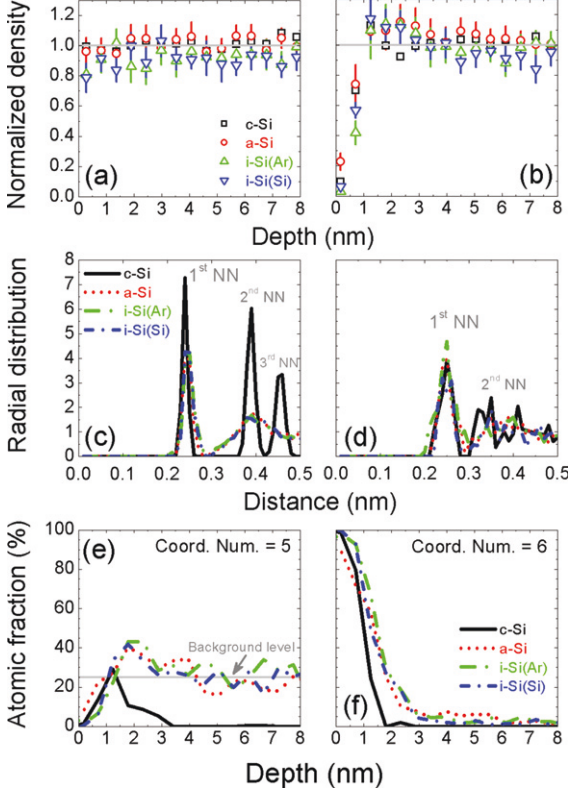 Normalized density
1.2
1.0
0.8
0.6
0.4
0.2
0.0
(a)
c-Si
a-Si
i-Si(Ar)
i-Si(Si)
(b)
0 1 2 3 4 5 6 7 8
0 1 2 3 4 5 6 7 8
Depth (nm)
Radial distribution
8
7
6
5
4
3
2
1
0
c-Si
a-Si
i-Si(Ar)
i-Si(Si)
1st NN
2nd NN
3rd NN
(c)
1st NN
2nd NN
(d)
0.0 0.1 0.2 0.3 0.4 0.5
0.0 0.1 0.2 0.3 0.4 0.5
Distance (nm)
Atomic fraction (%)
100
80
60
40
20
0
(e)
Coord. Num. = 5
Background level
Coord. Num. = 6
c-Si
a-Si
i-Si(Ar)
i-Si(Si)
(f)
0 1 2 3 4 5 6 7 8
0 1 2 3 4 5 6 7 8
Depth (nm)